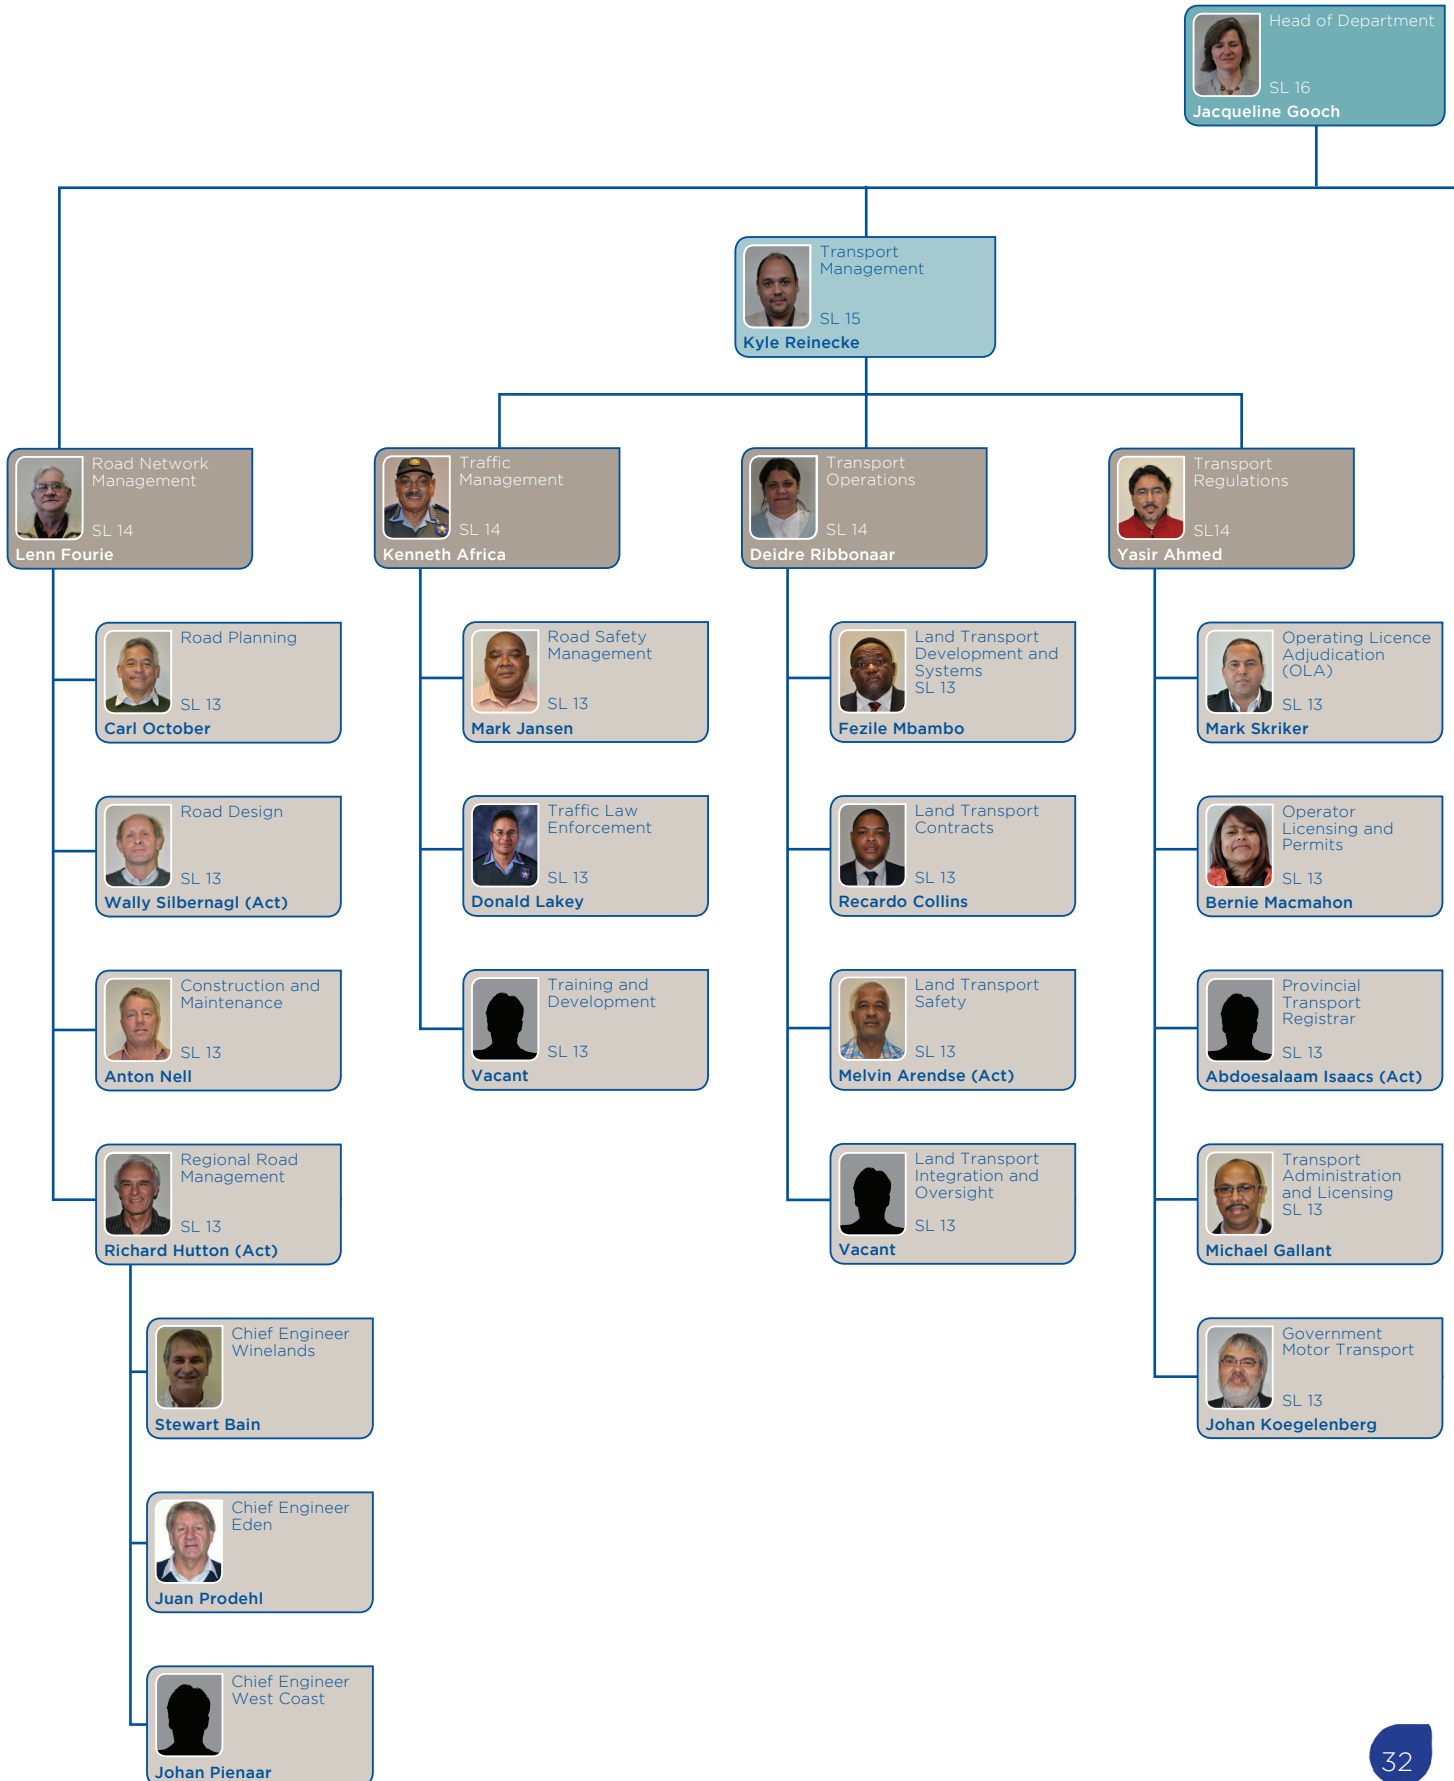 Head of Department
SL 16
Jacqueline Gooch
Transport
Management
SL 15
Kyle Reinecke
Road Network
Management
SL 14
Lenn Fourie
Traffic
Management
SL 14
Kenneth Africa
Transport
Operations
SL 14
Deidre Ribbonaar
Transport
Regulations
SL14
Yasir Ahmed
Road Planning
SL 13
Carl October
Road Design
SL 13
Wally Silbernagl (Act)
Construction and
Maintenance
SL 13
Anton Nell
Regional Road
Management
SL 13
Richard Hutton (Act)
Chief Engineer
Winelands
Stewart Bain
Chief Engineer
Eden
Juan Prodehl
Chief Engineer
West Coast
Johan Pienaar
Road Safety
Management
SL 13
Mark Jansen
Traffic Law
Enforcement
SL 13
Donald Lakey
Training and
Development
SL 13
Vacant
Land Transport
Development and
Systems
SL 13
Fezile Mbambo
Land Transport
Contracts
SL 13
Recardo Collins
Land Transport
Safety
SL 13
Melvin Arendse (Act)
Land Transport
Integration and
Oversight
SL 13
Vacant
Operating Licence
Adjudication
(OLA)
SL 13
Mark Skriker
Operator
Licensing and
Permits
SL 13
Bernie Macmahon
Provincial
Transport
Registrar
SL 13
Abdoesalaam Isaacs (Act)
Transport
Administration
and Licensing
SL 13
Michael Gallant
Government
Motor Transport
SL 13
Johan Koegelenberg
32